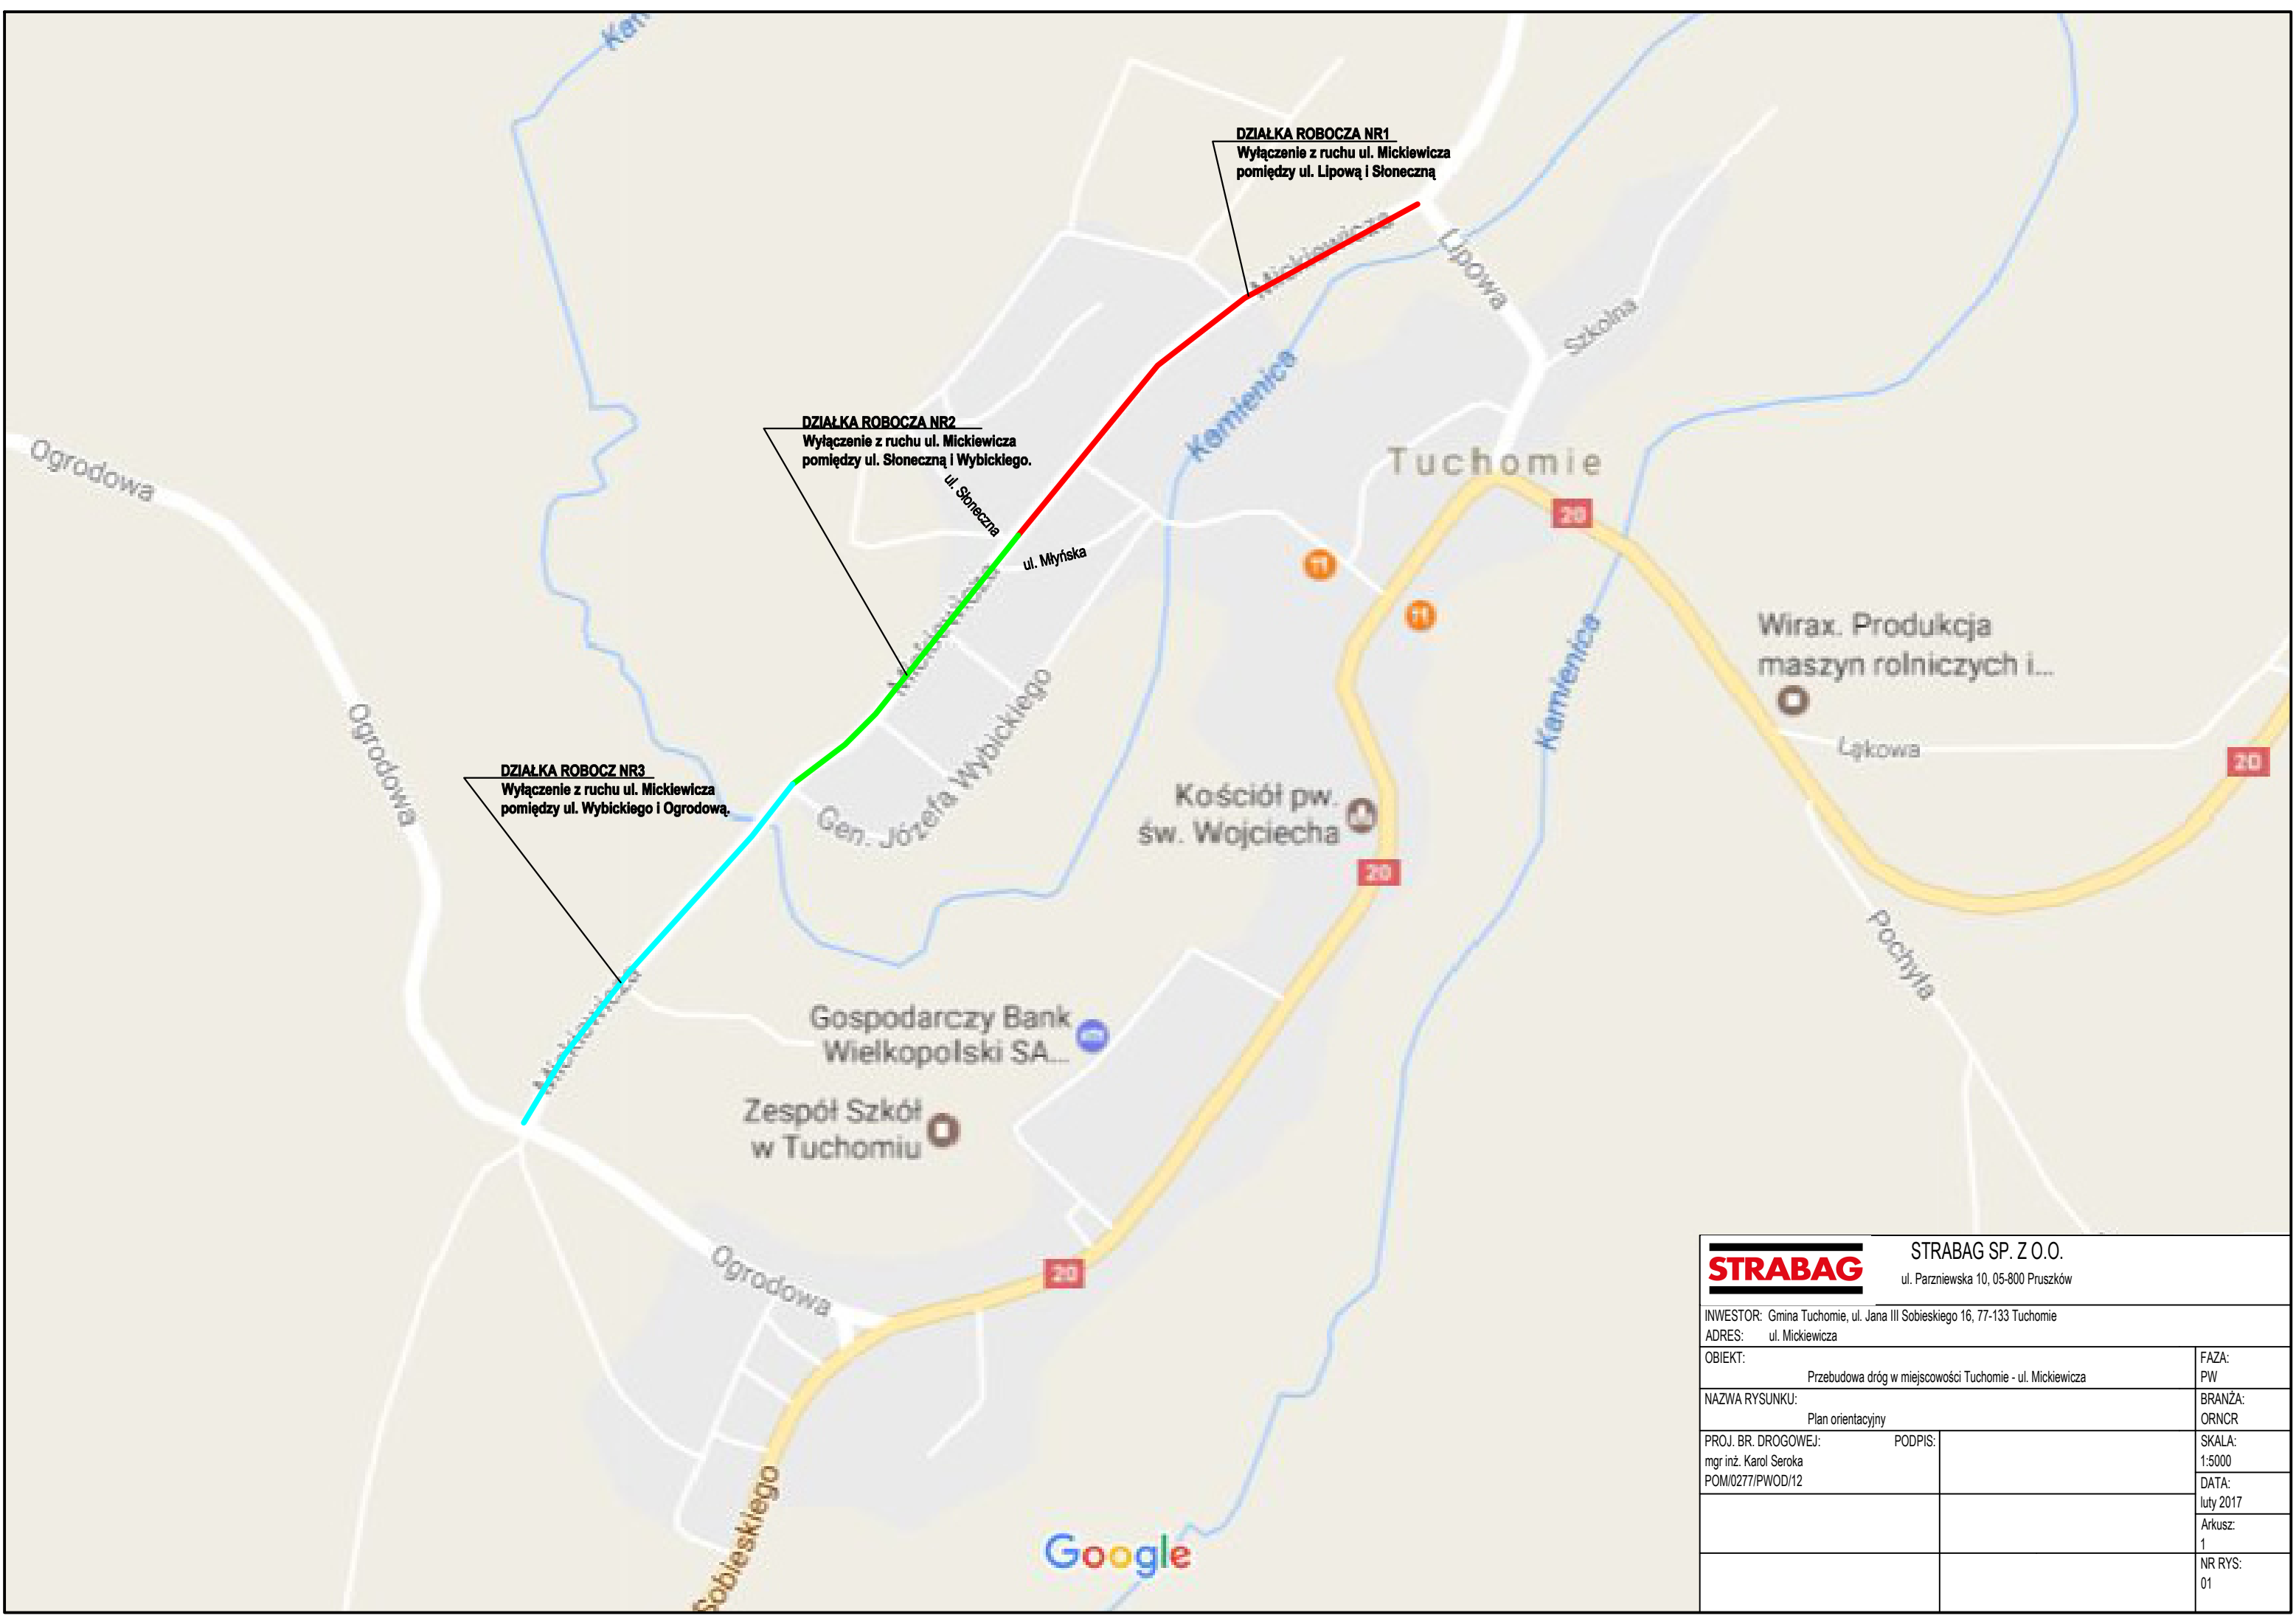 Kam
DZIAŁKA ROBOCZA NR1
Wyłączenie z ruchu ul. Mickiewicza
pomiędzy ul. Lipową i Słoneczną
Mickiewicza
Lipowa
Szkolna
Kamienica
DZIAŁKA ROBOCZA NR2
Wyłączenie z ruchu ul. Mickiewicza
pomiędzy ul. Słoneczną i Wybickiego.
Ogrodowa
Tuchomie
ul. Słoneczna
20
ul. Młyńska
Mickiewicza
Wirax. Produkcja
maszyn rolniczych i...
Kamienica
Gen. Józefa Wybickiego
Ogrodowa
Łąkowa
20
DZIAŁKA ROBOCZ NR3
Wyłączenie z ruchu ul. Mickiewicza
pomiędzy ul. Wybickiego i Ogrodową.
Kościół pw.
św. Wojciecha
20
Pochyła
Mickiewicza
Gospodarczy Bank
Wielkopolski SA...
Zespół Szkół
w Tuchomiu
Ogrodowa
20
Sobieskiego
Google
STRABAG
STRABAG SP. Z O.O.
ul. Parzniewska 10, 05-800 Pruszków
INWESTOR: Gmina Tuchomie, ul. Jana III Sobieskiego 16, 77-133 Tuchomie
ADRES: ul. Mickiewicza
OBIEKT:
Przebudowa dróg w miejscowości Tuchomie - ul. Mickiewicza
FAZA:
PW
NAZWA RYSUNKU:
Plan orientacyjny
BRANŻA:
ORNCR
PROJ. BR. DROGOWEJ: PODPIS:
mgr inż. Karol Seroka
POM/0277/PWOD/12
SKALA:
1:5000
DATA:
luty 2017
Arkusz:
1
NR RYS:
01